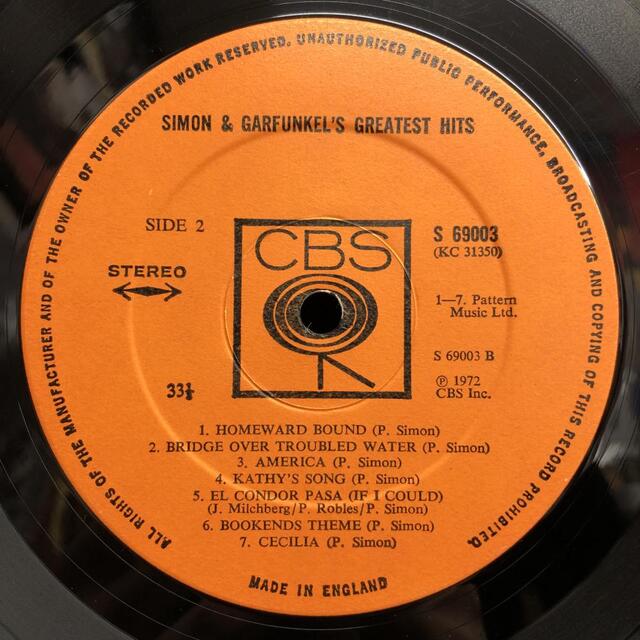 ALL RIGHTS OF THE MANUFACTURER AND OF THE OWNER OF THE RECORDED WORK RESERVED. UNAUTHORIZED PUBLIC PERFORMANCE, BROADCASTING AND COPYING OF THIS RECORD PROHIBITED.
SIMON & GARFUNKEL'S GREATEST HITS
SIDE 2
CBS
S 69003
(KC 31350)
STEREO
1—7. Pattern
Music Ltd.
S 69003 B
33⅓
℗ 1972
CBS Inc.
1. HOMEWARD BOUND (P. Simon)
2. BRIDGE OVER TROUBLED WATER (P. Simon)
3. AMERICA (P. Simon)
4. KATHY'S SONG (P. Simon)
5. EL CONDOR PASA (IF I COULD)
(J. Milchberg/P. Robles/P. Simon)
6. BOOKENDS THEME (P. Simon)
7. CECILIA (P. Simon)
MADE IN ENGLAND